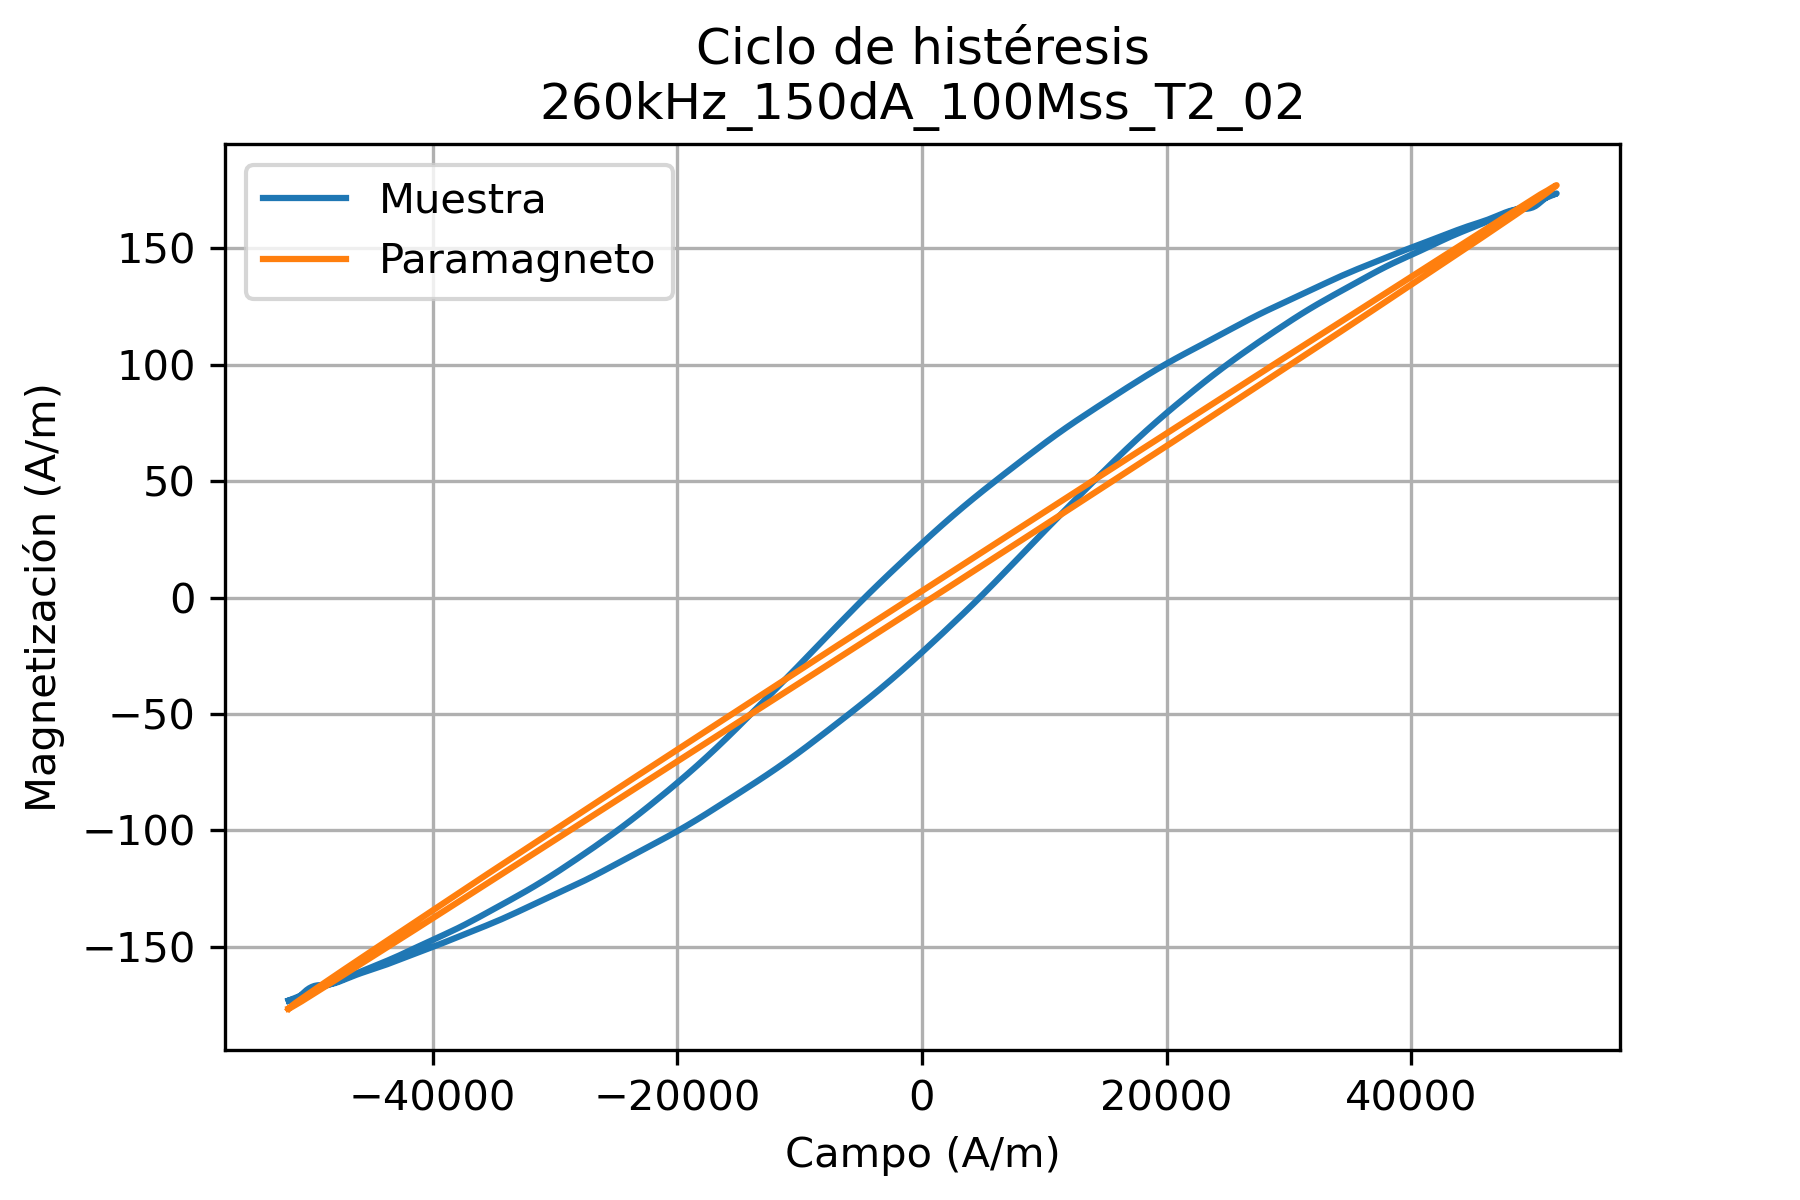 Ciclo de histéresis
260kHz_150dA_100Mss_T2_02
Muestra
Paramagneto
150
100
50
0
−50
−100
−150
Magnetización (A/m)
−40000
−20000
0
20000
40000
Campo (A/m)